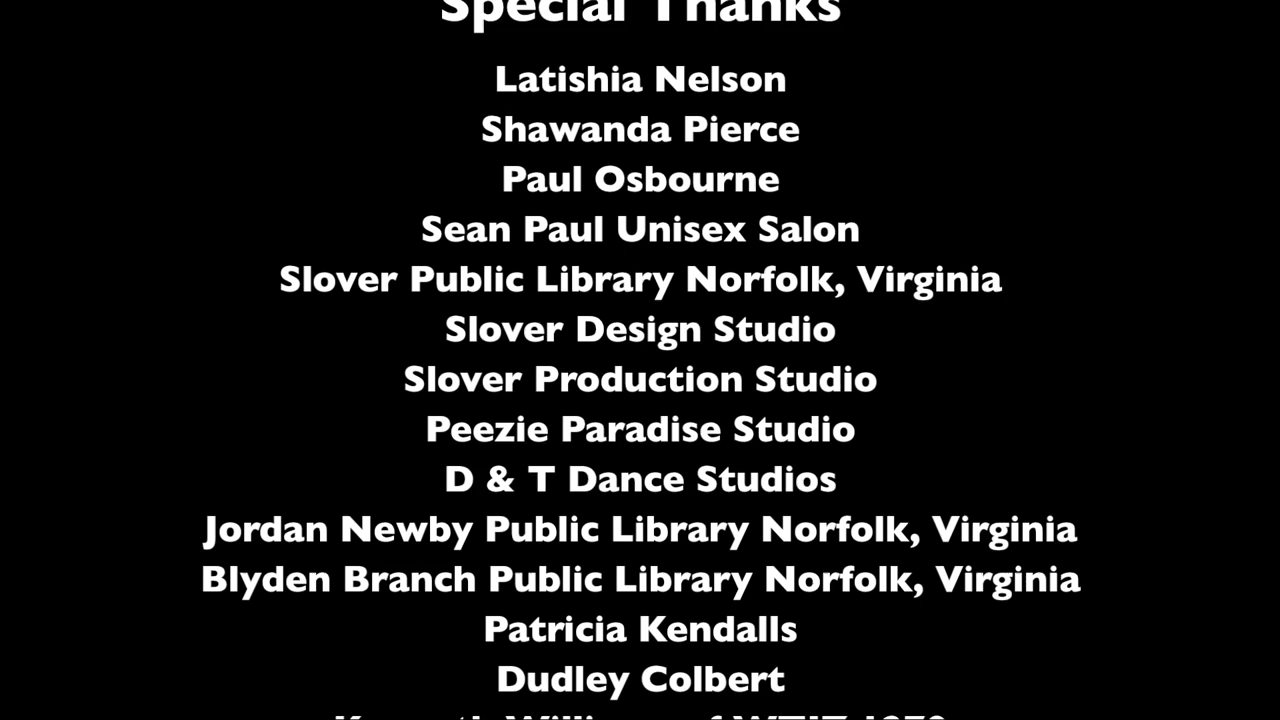 Special Thanks
Latishia Nelson
Shawanda Pierce
Paul Osbourne
Sean Paul Unisex Salon
Slover Public Library Norfolk, Virginia
Slover Design Studio
Slover Production Studio
Peezie Paradise Studio
D & T Dance Studios
Jordan Newby Public Library Norfolk, Virginia
Blyden Branch Public Library Norfolk, Virginia
Patricia Kendalls
Dudley Colbert